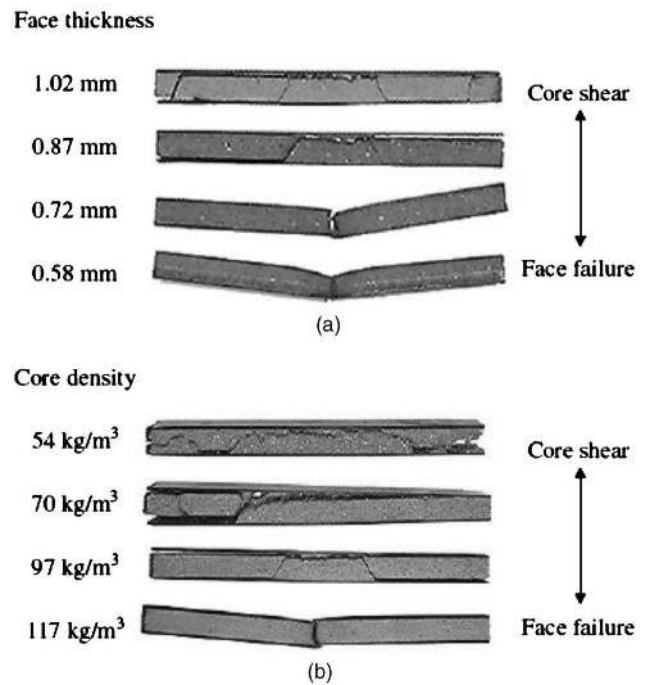 Face thickness
1.02 mm
Core shear
0.87 mm
0.72 mm
0.58 mm
Face failure
(a)
Core density
54 kg/m³
Core shear
70 kg/m³
97 kg/m³
117 kg/m³
Face failure
(b)